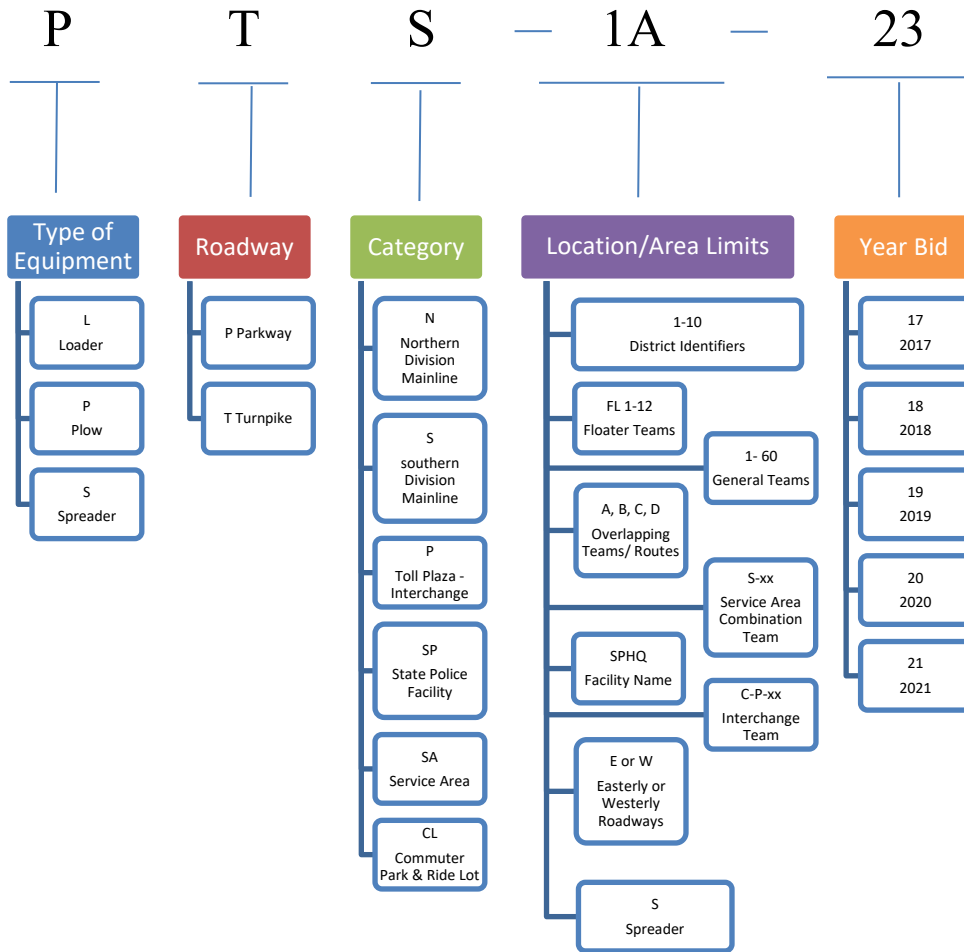 P T S – 1A – 23
Type of
Equipment
L
Loader
P
Plow
S
Spreader
Roadway
P Parkway
T Turnpike
Category
N
Northern
Division
Mainline
S
southern
Division
Mainline
P
Toll Plaza -
Interchange
SP
State Police
Facility
SA
Service Area
CL
Commuter
Park & Ride Lot
Location/Area Limits
1-10
District Identifiers
FL 1-12
Floater Teams
1- 60
General Teams
A, B, C, D
Overlapping
Teams/ Routes
S-xx
Service Area
Combination
Team
SPHQ
Facility Name
C-P-xx
Interchange
Team
E or W
Easterly or
Westerly
Roadways
S
Spreader
Year Bid
17
2017
18
2018
19
2019
20
2020
21
2021